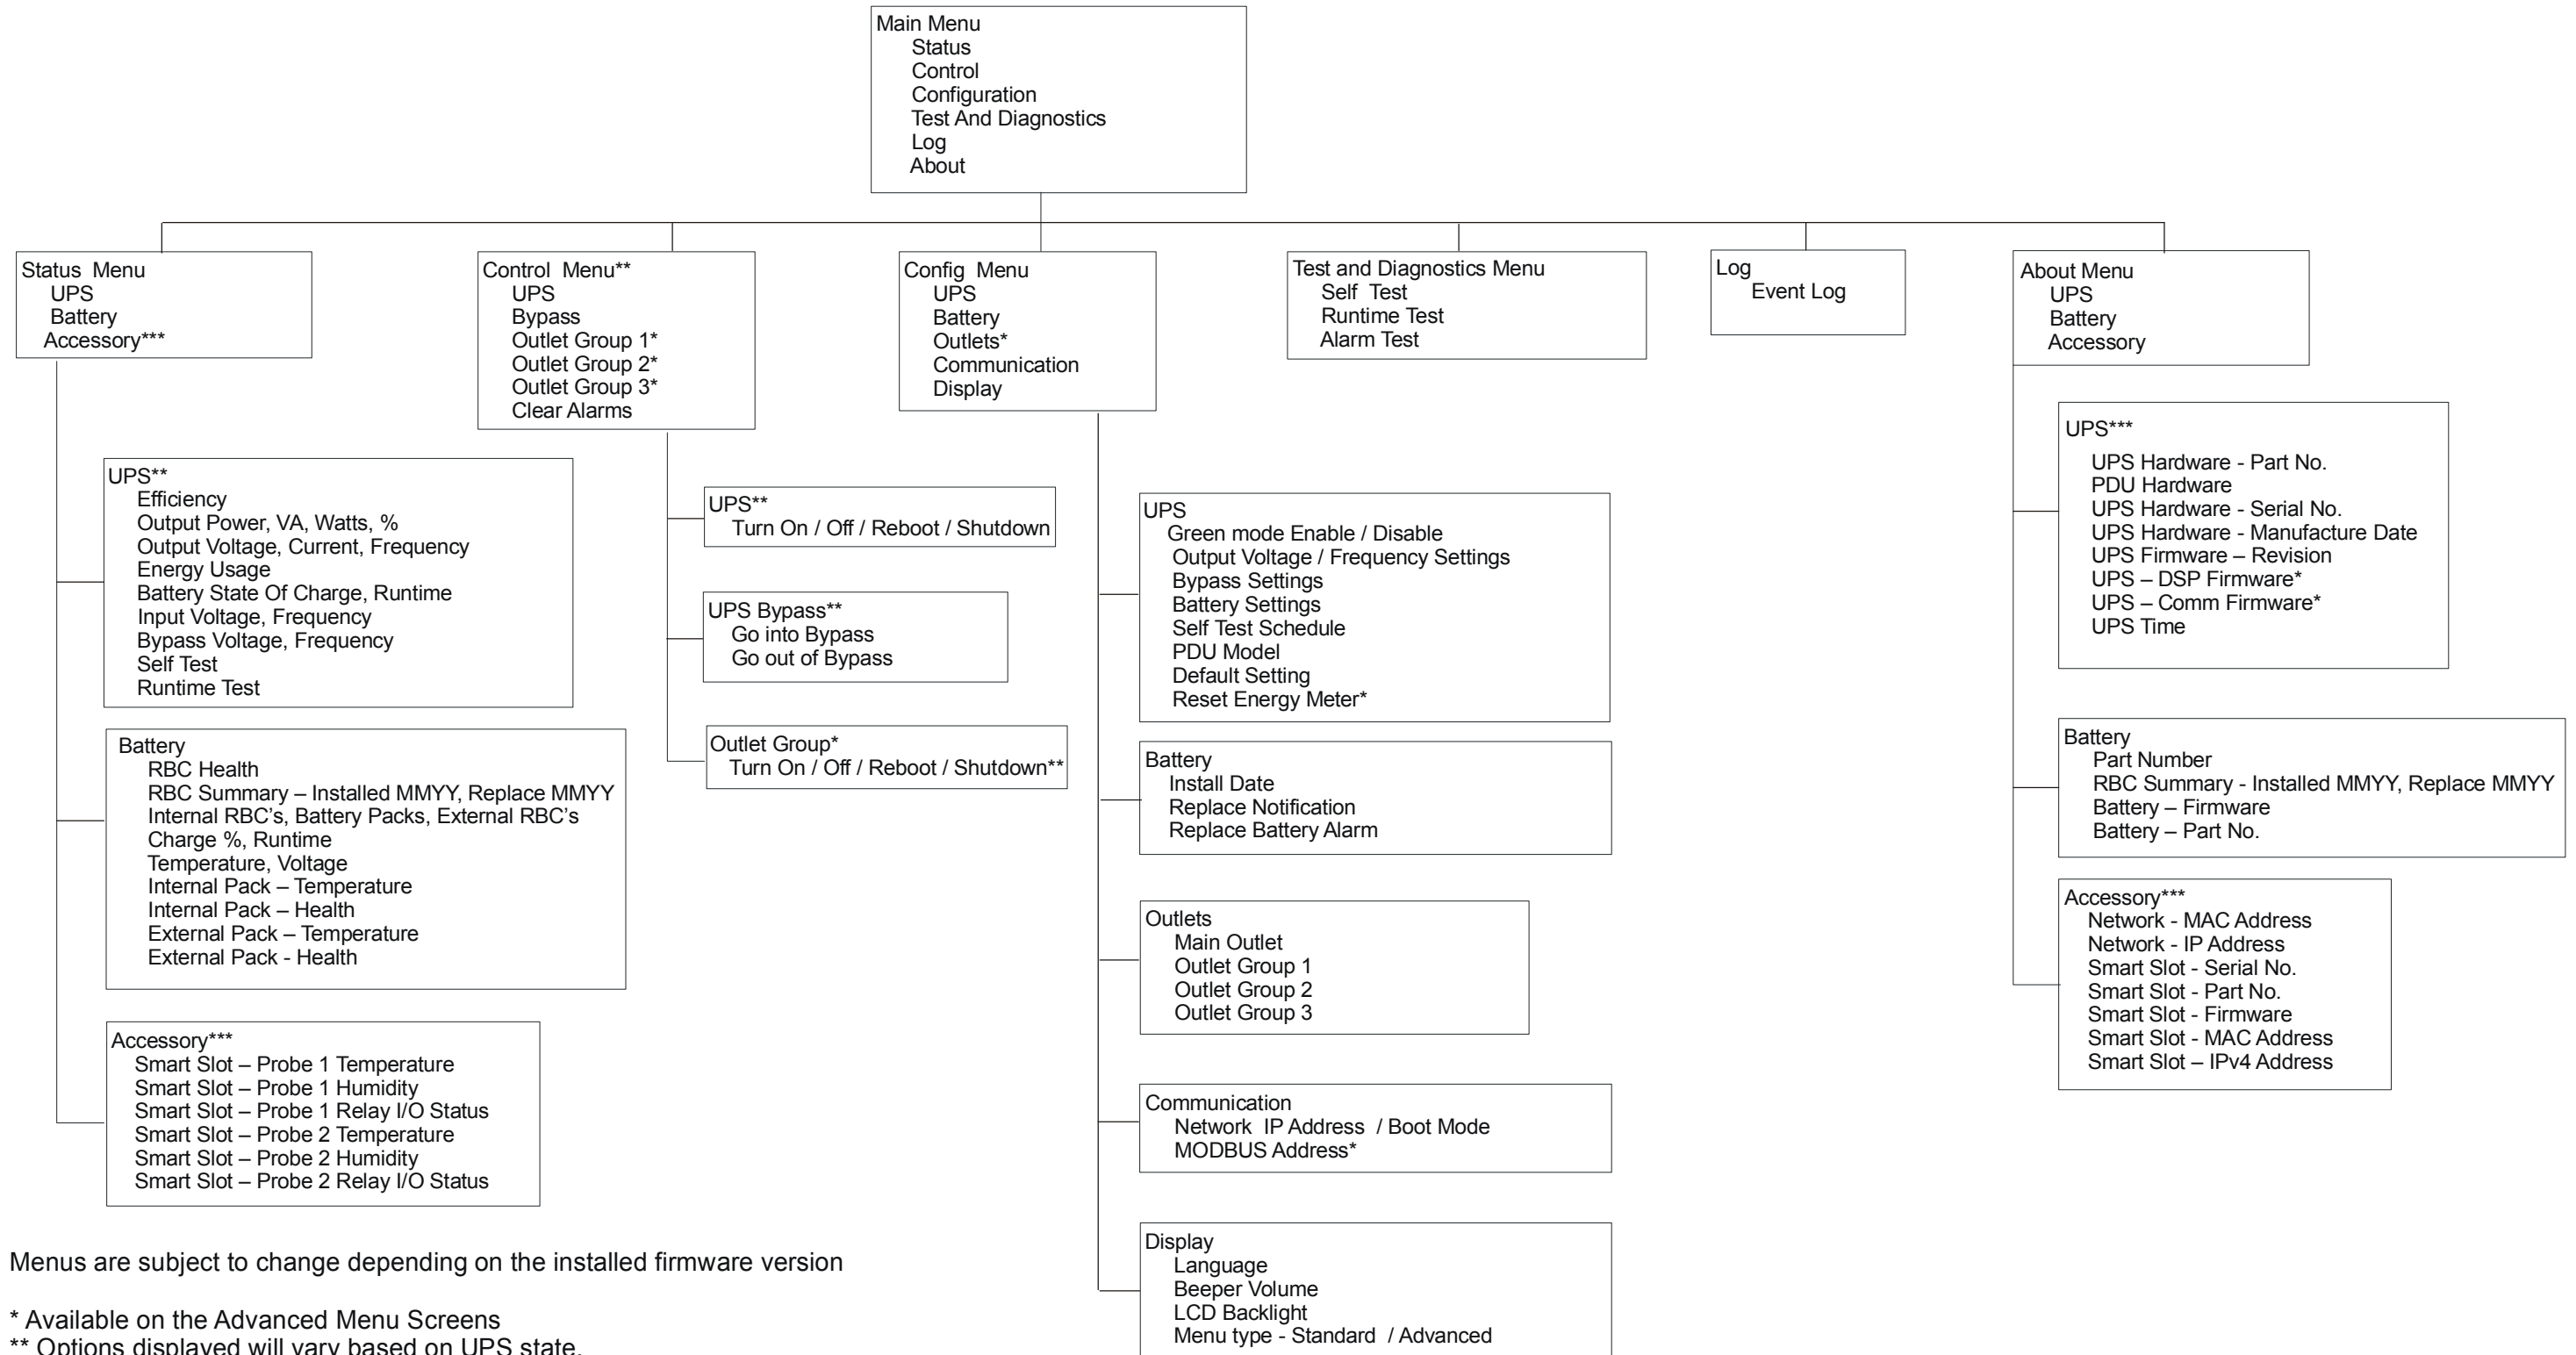 Main Menu
Status
Control
Configuration
Test And Diagnostics
Log
About
Status Menu
UPS
Battery
Accessory***
UPS**
Efficiency
Output Power, VA, Watts, %
Output Voltage, Current, Frequency
Energy Usage
Battery State Of Charge, Runtime
Input Voltage, Frequency
Bypass Voltage, Frequency
Self Test
Runtime Test
Battery
RBC Health
RBC Summary – Installed MMYY, Replace MMYY
Internal RBC's, Battery Packs, External RBC's
Charge %, Runtime
Temperature, Voltage
Internal Pack – Temperature
Internal Pack – Health
External Pack – Temperature
External Pack - Health
Accessory***
Smart Slot – Probe 1 Temperature
Smart Slot – Probe 1 Humidity
Smart Slot – Probe 1 Relay I/O Status
Smart Slot – Probe 2 Temperature
Smart Slot – Probe 2 Humidity
Smart Slot – Probe 2 Relay I/O Status
Control Menu**
UPS
Bypass
Outlet Group 1*
Outlet Group 2*
Outlet Group 3*
Clear Alarms
UPS**
Turn On / Off / Reboot / Shutdown
UPS Bypass**
Go into Bypass
Go out of Bypass
Outlet Group*
Turn On / Off / Reboot / Shutdown**
Config Menu
UPS
Battery
Outlets*
Communication
Display
UPS
Green mode Enable / Disable
Output Voltage / Frequency Settings
Bypass Settings
Battery Settings
Self Test Schedule
PDU Model
Default Setting
Reset Energy Meter*
Battery
Install Date
Replace Notification
Replace Battery Alarm
Outlets
Main Outlet
Outlet Group 1
Outlet Group 2
Outlet Group 3
Communication
Network IP Address / Boot Mode
MODBUS Address*
Display
Language
Beeper Volume
LCD Backlight
Menu type - Standard / Advanced
Test and Diagnostics Menu
Self Test
Runtime Test
Alarm Test
Log
Event Log
About Menu
UPS
Battery
Accessory
UPS***
UPS Hardware - Part No.
PDU Hardware
UPS Hardware - Serial No.
UPS Hardware - Manufacture Date
UPS Firmware – Revision
UPS – DSP Firmware*
UPS – Comm Firmware*
UPS Time
Battery
Part Number
RBC Summary - Installed MMYY, Replace MMYY
Battery – Firmware
Battery – Part No.
Accessory***
Network - MAC Address
Network - IP Address
Smart Slot - Serial No.
Smart Slot - Part No.
Smart Slot - Firmware
Smart Slot - MAC Address
Smart Slot – IPv4 Address
Menus are subject to change depending on the installed firmware version
* Available on the Advanced Menu Screens
** Options displayed will vary based on UPS state.